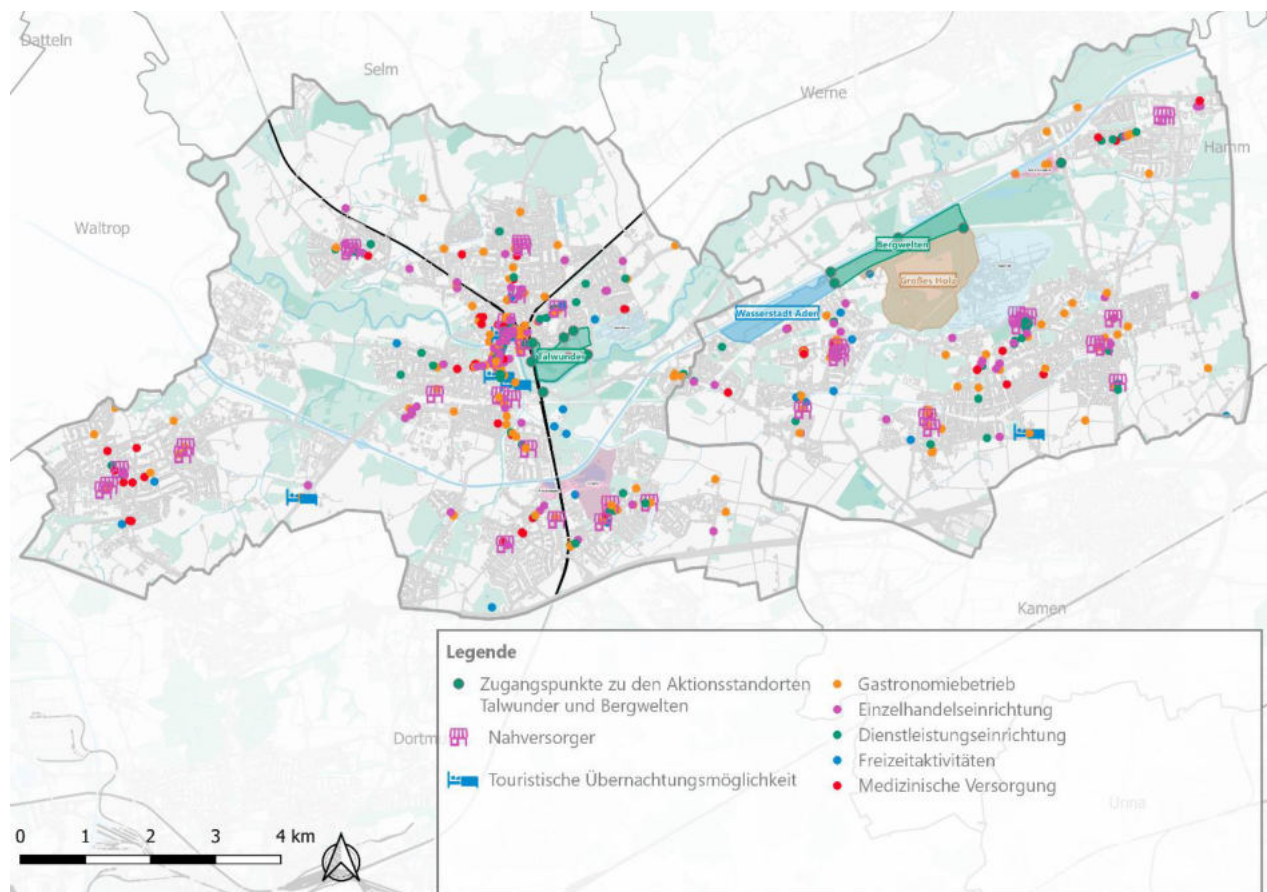 Datteln
Selm
Werne
Hamm
Waltrop
Bergwelten
Großes Holz
Wasserstadt Aden
Talwunder
Kamen
Legende
Zugangspunkte zu den Aktionsstandorten
Talwunder und Bergwelten
Nahversorger
Touristische Übernachtungsmöglichkeit
Gastronomiebetrieb
Einzelhandelseinrichtung
Dienstleistungseinrichtung
Freizeitaktivitäten
Medizinische Versorgung
Dortmu
Unna
0 1 2 3 4 km